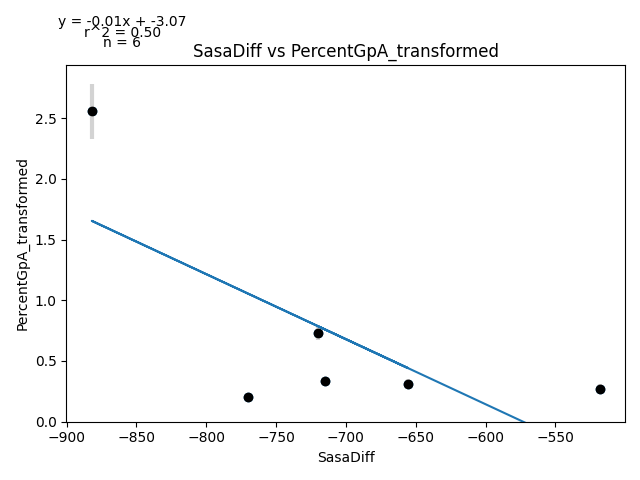 y = -0.01x + -3.07
r^2 = 0.50
n = 6
SasaDiff vs PercentGpA_transformed
PercentGpA_transformed
2.5
2.0
1.5
1.0
0.5
0.0
−900 −850 −800 −750 −700 −650 −600 −550
SasaDiff